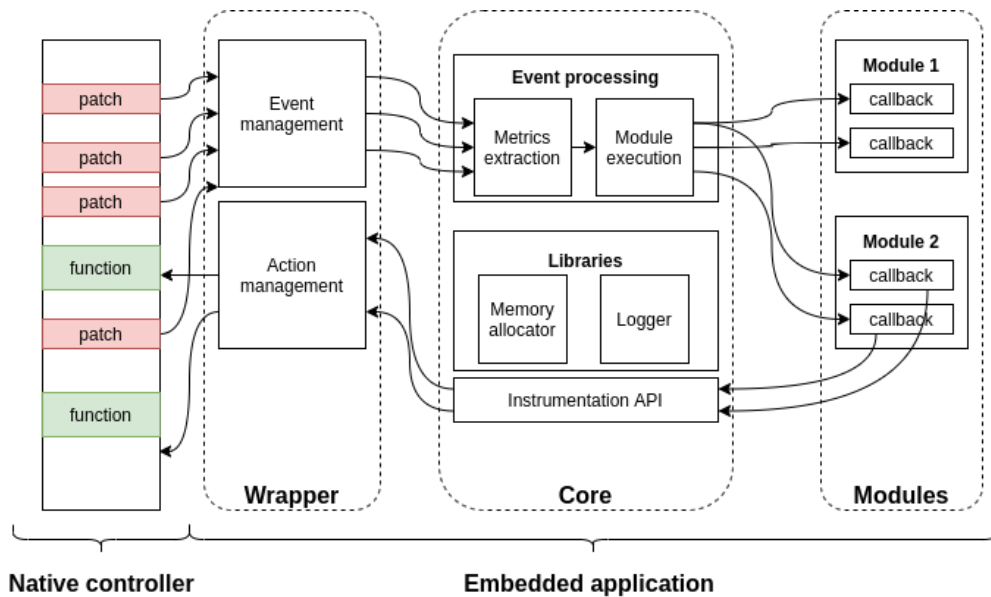 patch
patch
patch
function
patch
function
Event
management
Action
management
Wrapper
Event processing
Metrics
extraction
Module
execution
Libraries
Memory
allocator
Logger
Instrumentation API
Core
Module 1
callback
callback
Module 2
callback
callback
Modules
Native controller
Embedded application